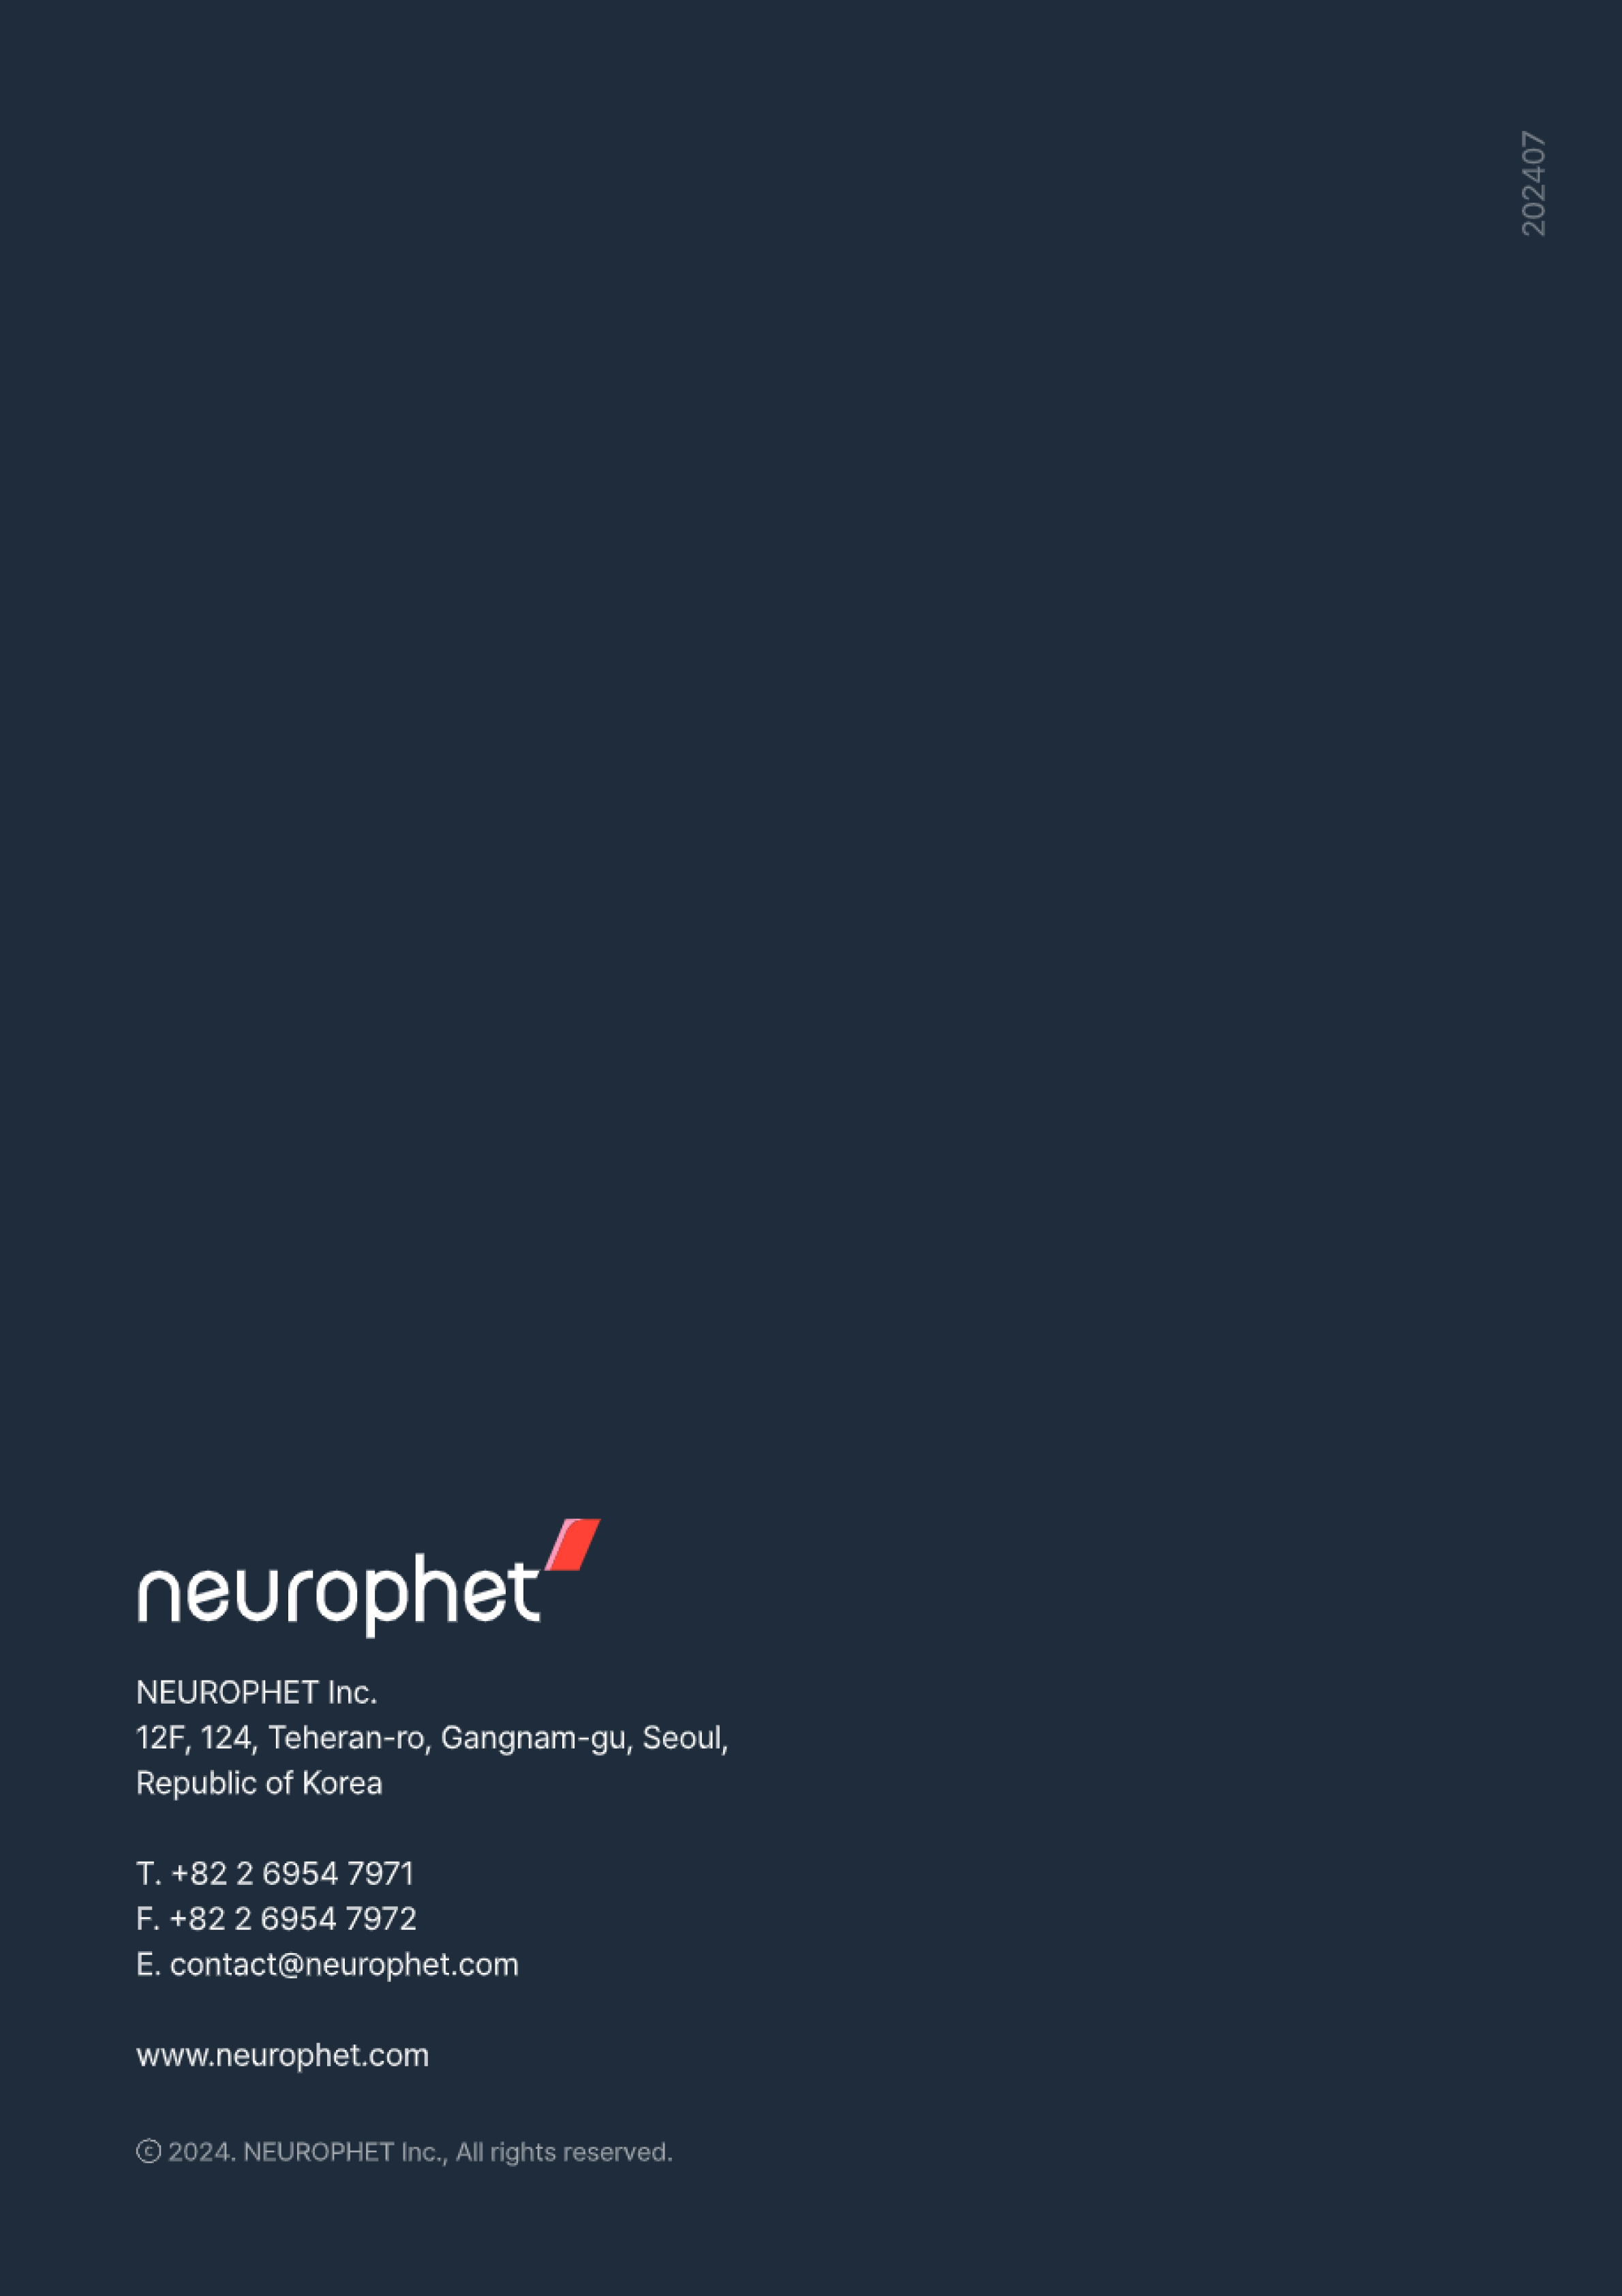 202407
neurophet
NEUROPHET Inc.
12F, 124, Teheran-ro, Gangnam-gu, Seoul,
Republic of Korea
T. +82 2 6954 7971
F. +82 2 6954 7972
E. contact@neurophet.com
www.neurophet.com
© 2024. NEUROPHET Inc., All rights reserved.